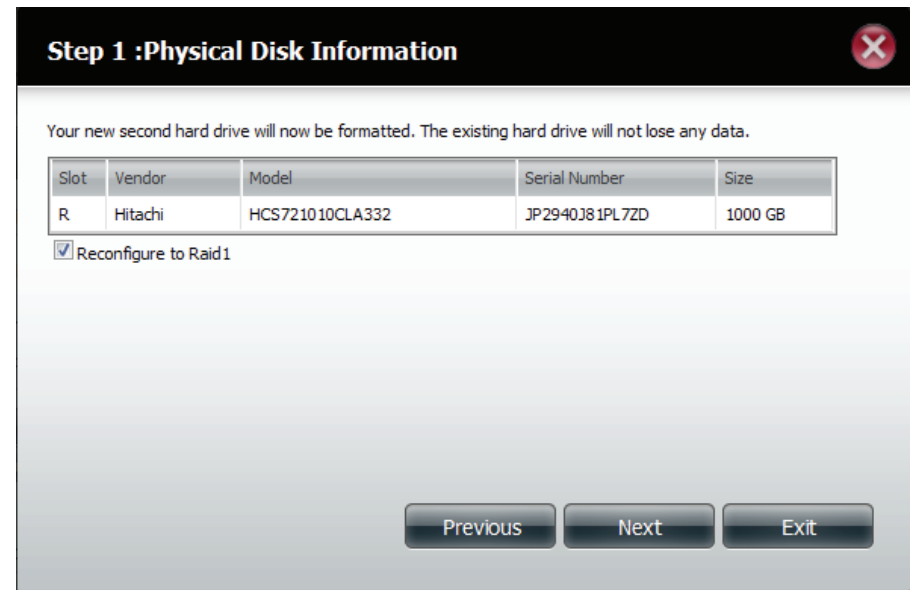 Step 1 :Physical Disk Information
Your new second hard drive will now be formatted. The existing hard drive will not lose any data.
Slot Vendor Model Serial Number Size
R Hitachi HCS721010CLA332 JP2940J81PL7ZD 1000 GB
Reconfigure to Raid1
Previous Next Exit